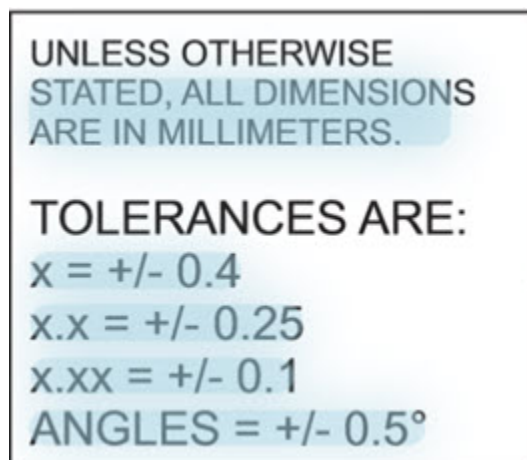 UNLESS OTHERWISE
STATED, ALL DIMENSIONS
ARE IN MILLIMETERS.
TOLERANCES ARE:
x = +/- 0.4
x.x = +/- 0.25
x.xx = +/- 0.1
ANGLES = +/- 0.5°